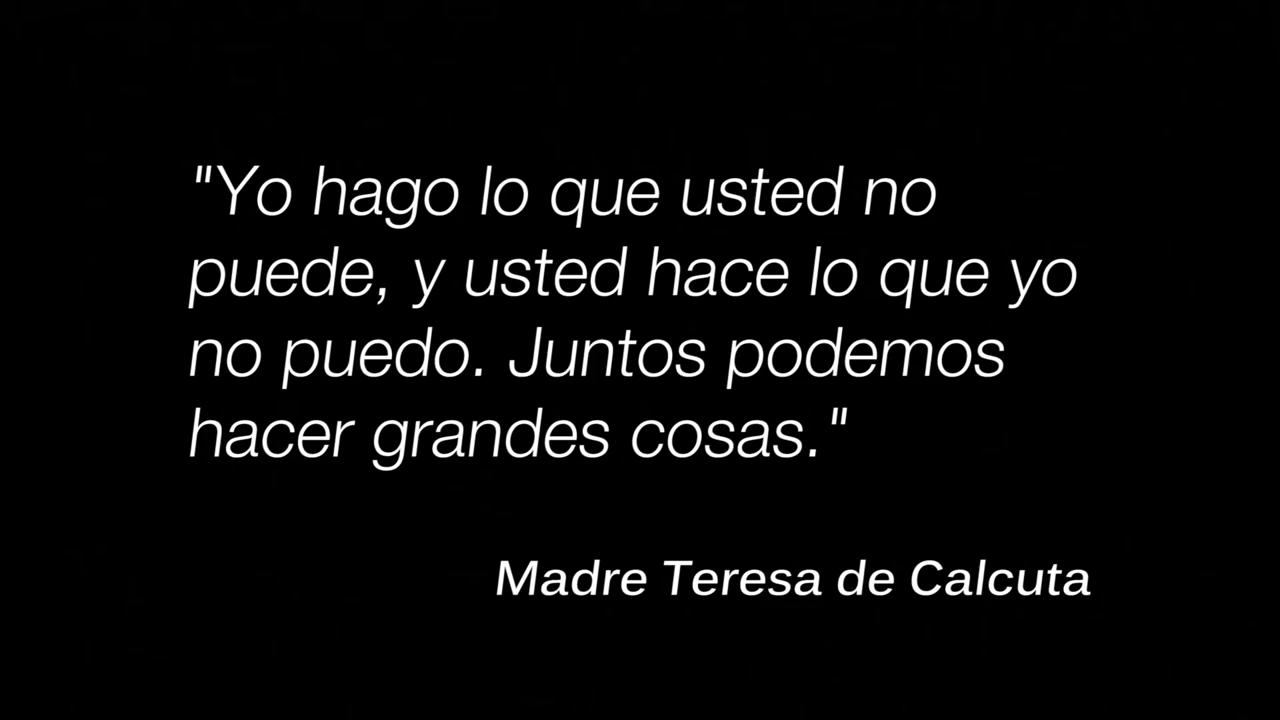 "Yo hago lo que usted no
puede, y usted hace lo que yo
no puedo. Juntos podemos
hacer grandes cosas."
Madre Teresa de Calcuta